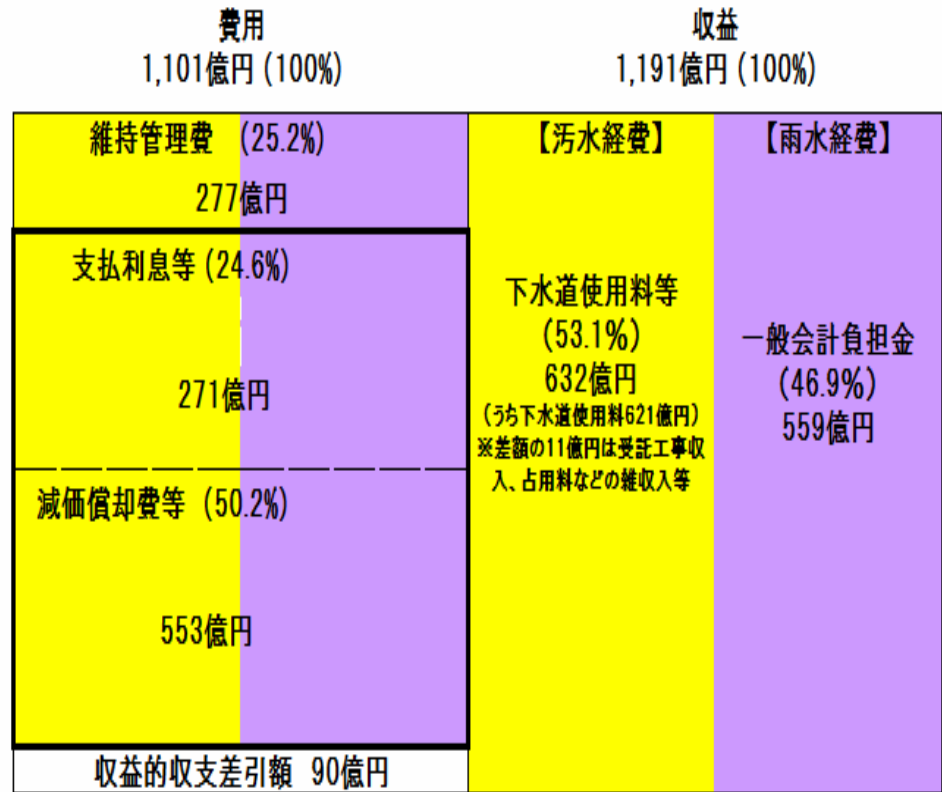 費用
1,101億円 (100%)
収益
1,191億円 (100%)
維持管理費 (25.2%)
277億円
支払利息等 (24.6%)
271億円
減価償却費等 (50.2%)
553億円
収益的収支差引額 90億円
【汚水経費】
下水道使用料等
(53.1%)
632億円
(うち下水道使用料621億円)
※差額の11億円は受託工事収
入、占用料などの雑収入等
【雨水経費】
一般会計負担金
(46.9%)
559億円